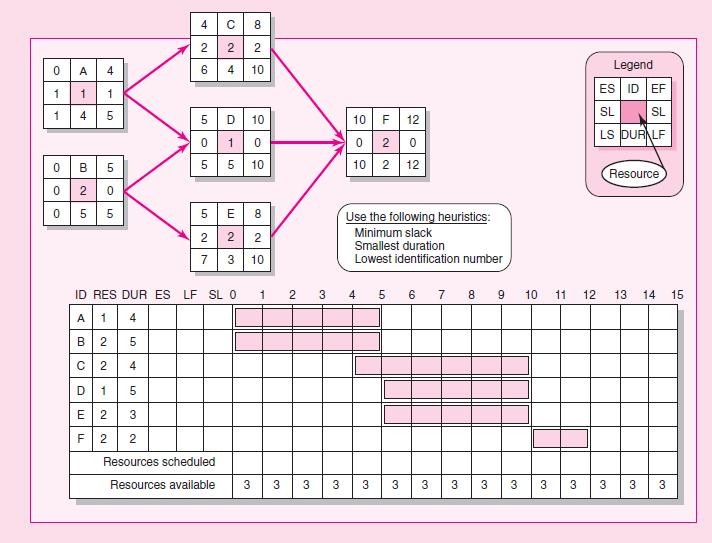 4 C 8
2 2 2
6 4 10
0 A 4
1 1 1
1 4 5
5 D 10
0 1 0
5 5 10
10 F 12
0 2 0
10 2 12
0 B 5
0 2 0
0 5 5
5 E 8
2 2 2
7 3 10
Legend
ES ID EF
SL SL
LS DUR LF
Resource
Use the following heuristics:
Minimum slack
Smallest duration
Lowest identification number
ID RES DUR ES LF SL 0 1 2 3 4 5 6 7 8 9 10 11 12 13 14 15
A 1 4
B 2 5
C 2 4
D 1 5
E 2 3
F 2 2
Resources scheduled
Resources available 3 3 3 3 3 3 3 3 3 3 3 3 3 3 3